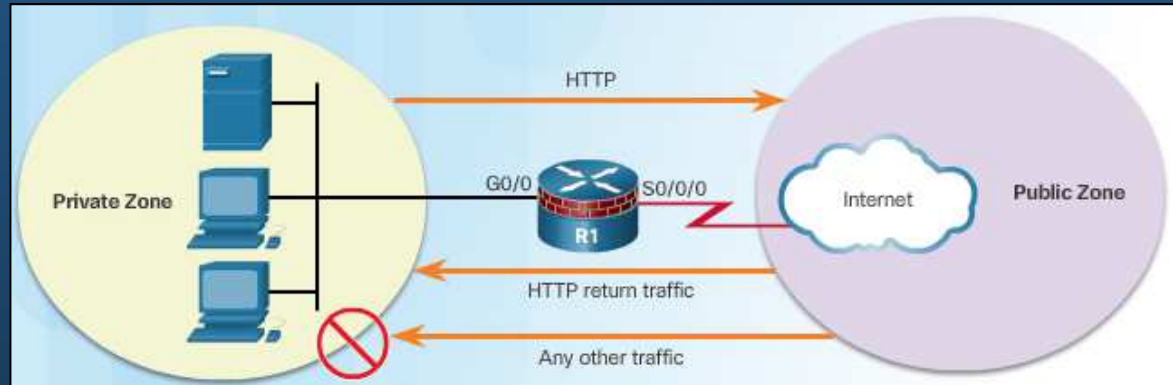 HTTP
Private Zone
G0/0
S0/0/0
R1
Internet
Public Zone
HTTP return traffic
Any other traffic